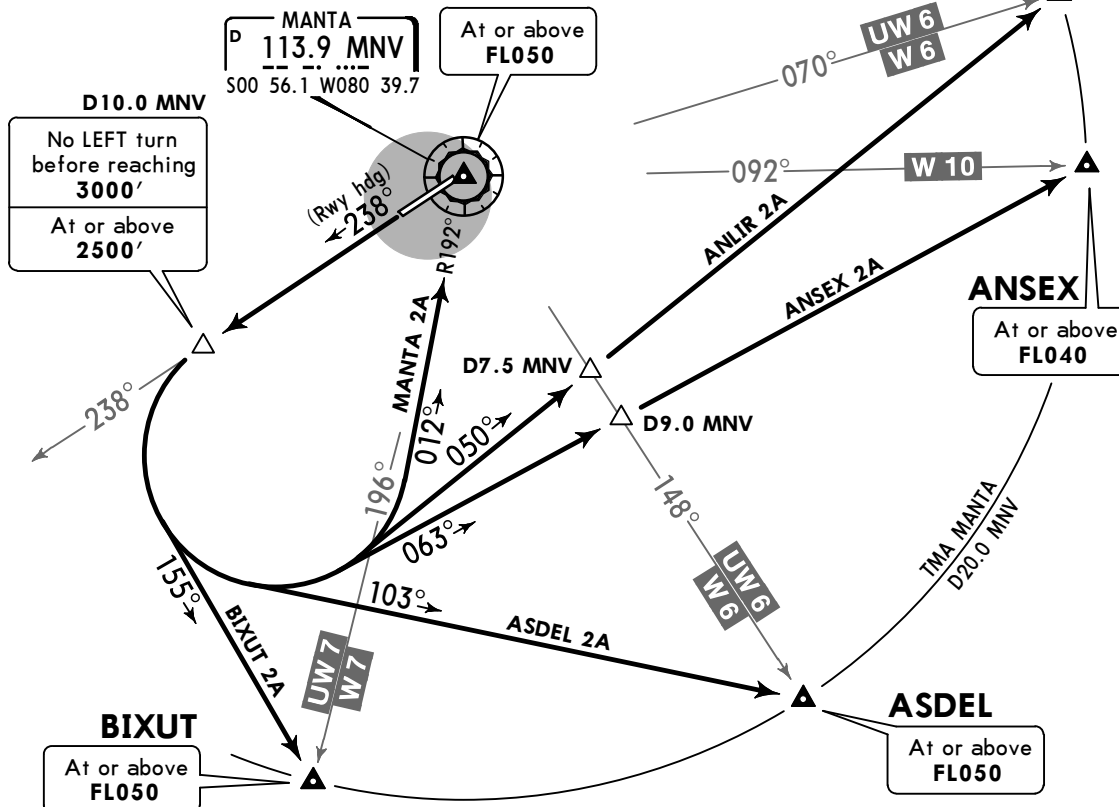 MANTA
D 113.9 MNV
S00 56.1 W080 39.7
At or above
FL050
UW 6
W 6
070°
D10.0 MNV
No LEFT turn
before reaching
3000′
At or above
2500′
(Rwy hdg)
238°
R192°
092°
W 10
ANLIR 2A
ANSEX 2A
ANSEX
At or above
FL040
MANTA 2A
012°
D7.5 MNV
D9.0 MNV
238°
050°
063°
196°
148°
UW 6
W 6
TMA MANTA
D20.0 MNV
155°
BIXUT 2A
103°
ASDEL 2A
UW 7
W 7
BIXUT
At or above
FL050
ASDEL
At or above
FL050